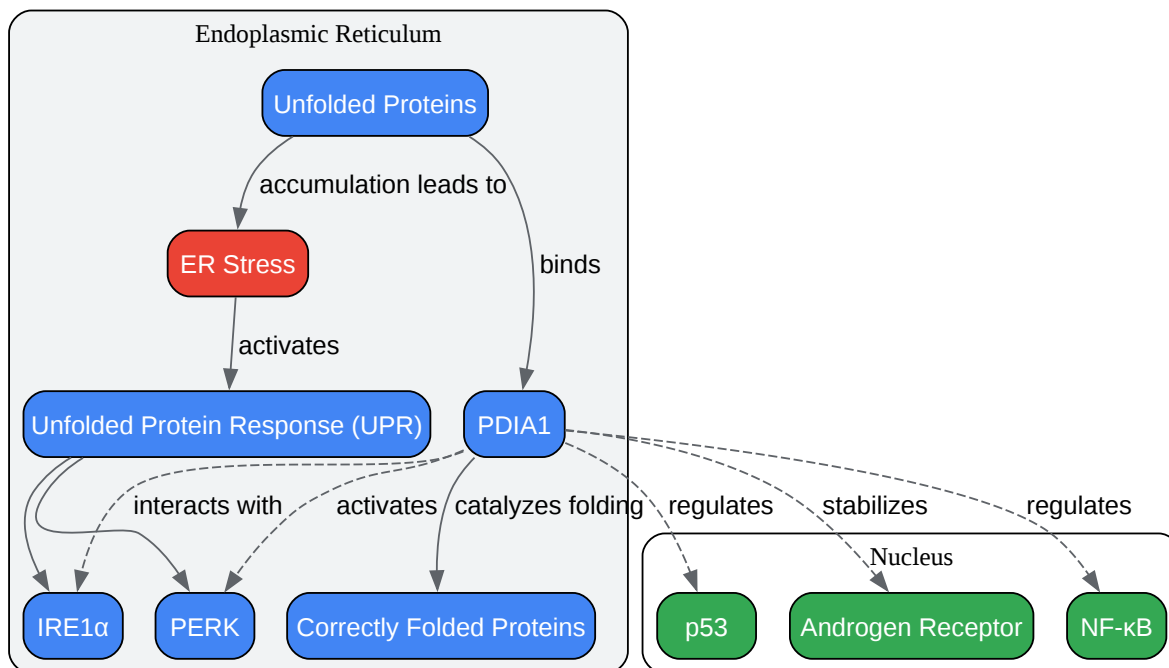 Endoplasmic Reticulum
Unfolded Proteins
accumulation leads to
ER Stress
binds
activates
Unfolded Protein Response (UPR)
PDIA1
interacts with
activates
catalyzes folding
regulates
stabilizes
regulates
Nucleus
IRE1α
PERK
Correctly Folded Proteins
p53
Androgen Receptor
NF-κB